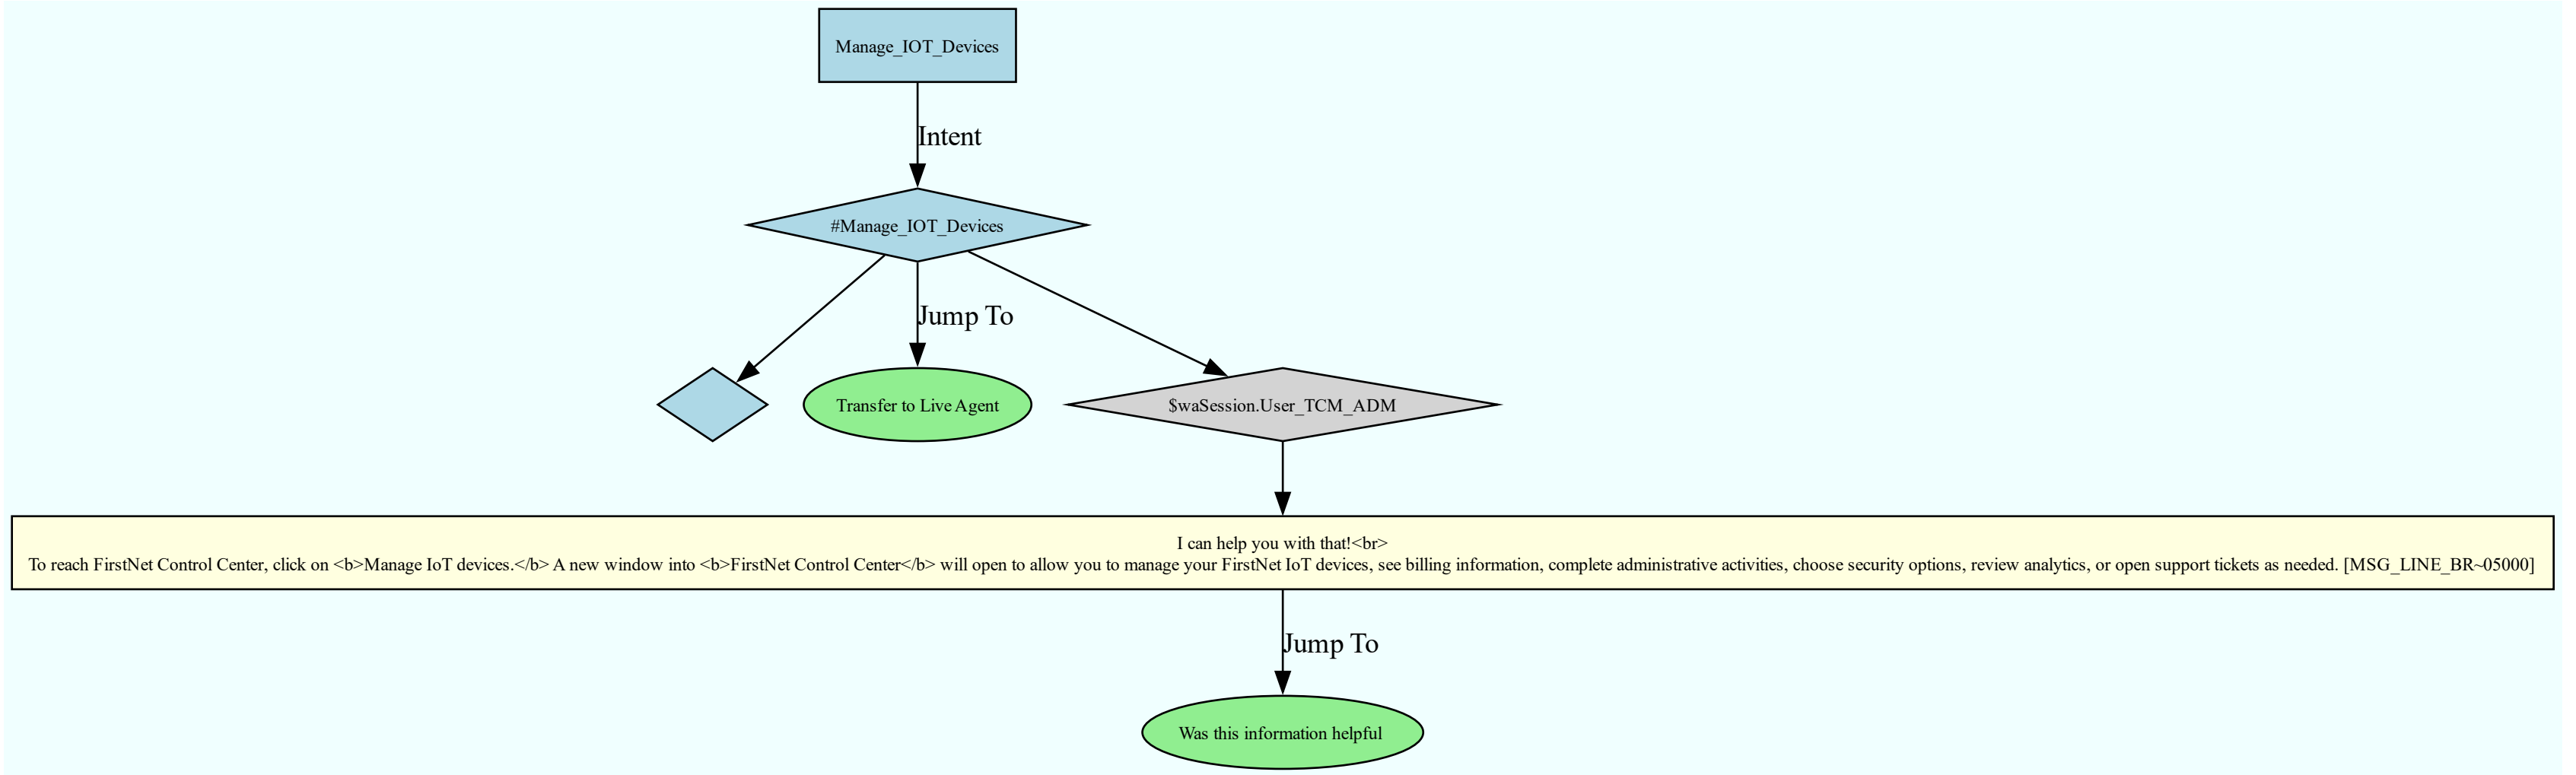 Manage_IOT_Devices
Intent
#Manage_IOT_Devices
Jump To
Transfer to Live Agent
$waSession.User_TCM_ADM
I can help you with that!<br>
To reach FirstNet Control Center, click on <b>Manage IoT devices.</b> A new window into <b>FirstNet Control Center</b> will open to allow you to manage your FirstNet IoT devices, see billing information, complete administrative activities, choose security options, review analytics, or open support tickets as needed. [MSG_LINE_BR~05000]
Jump To
Was this information helpful